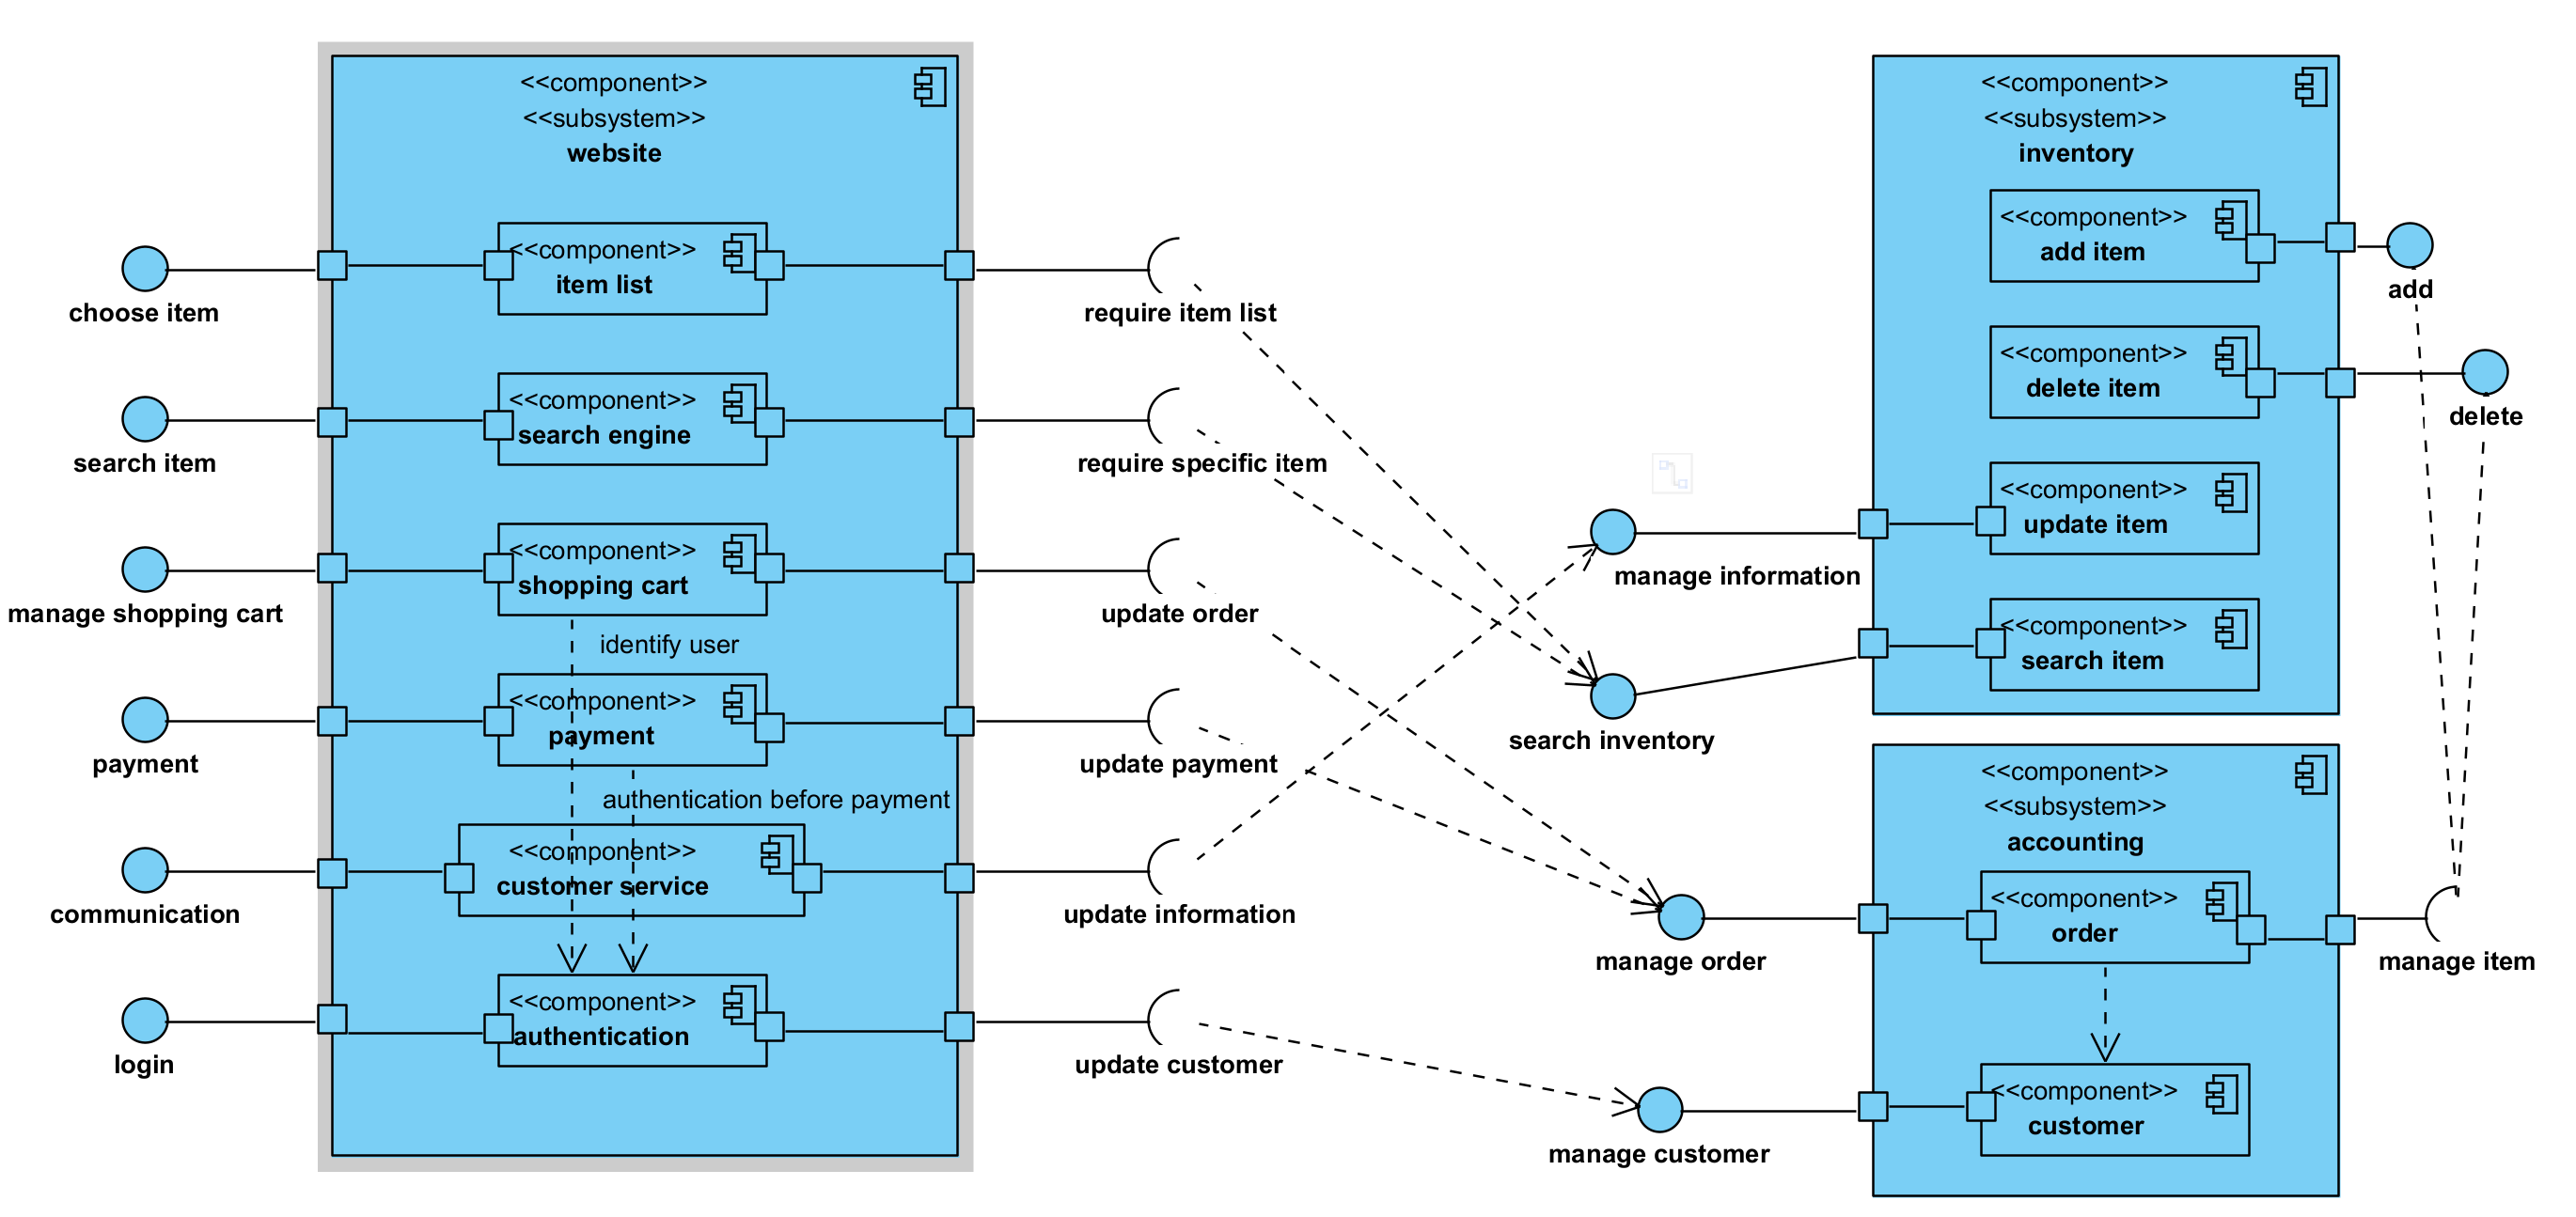 <<component>>
<<subsystem>>
website
<<component>>
item list
<<component>>
search engine
<<component>>
shopping cart
identify user
<<component>>
payment
authentication before payment
<<component>>
customer service
<<component>>
authentication
choose item
search item
manage shopping cart
payment
communication
login
require item list
require specific item
update order
update payment
update information
update customer
manage information
search inventory
manage order
manage customer
<<component>>
<<subsystem>>
inventory
<<component>>
add item
<<component>>
delete item
<<component>>
update item
<<component>>
search item
<<component>>
<<subsystem>>
accounting
<<component>>
order
<<component>>
customer
add
delete
manage item